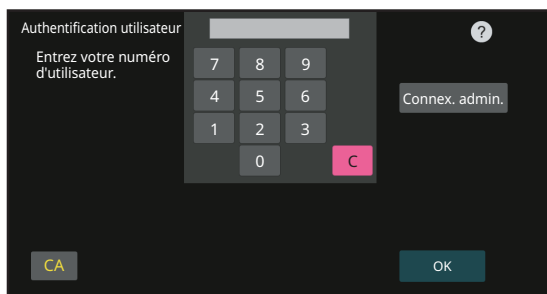 Authentification utilisateur
?
Entrez votre numéro
d'utilisateur.
7 8 9
4 5 6
Connex. admin.
1 2 3
0 C
CA
OK